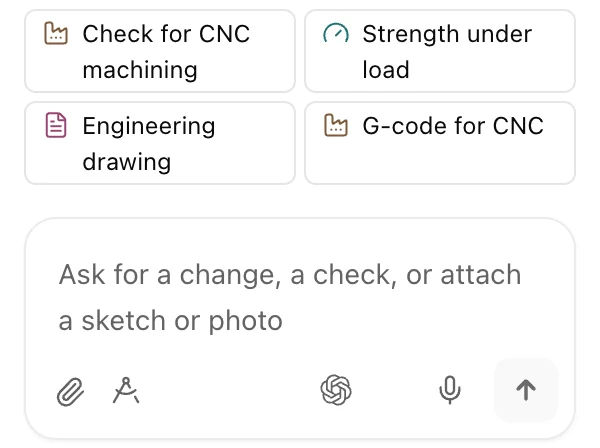 Check for CNC
machining
Strength under
load
Engineering
drawing
G-code for CNC
Ask for a change, a check, or attach
a sketch or photo